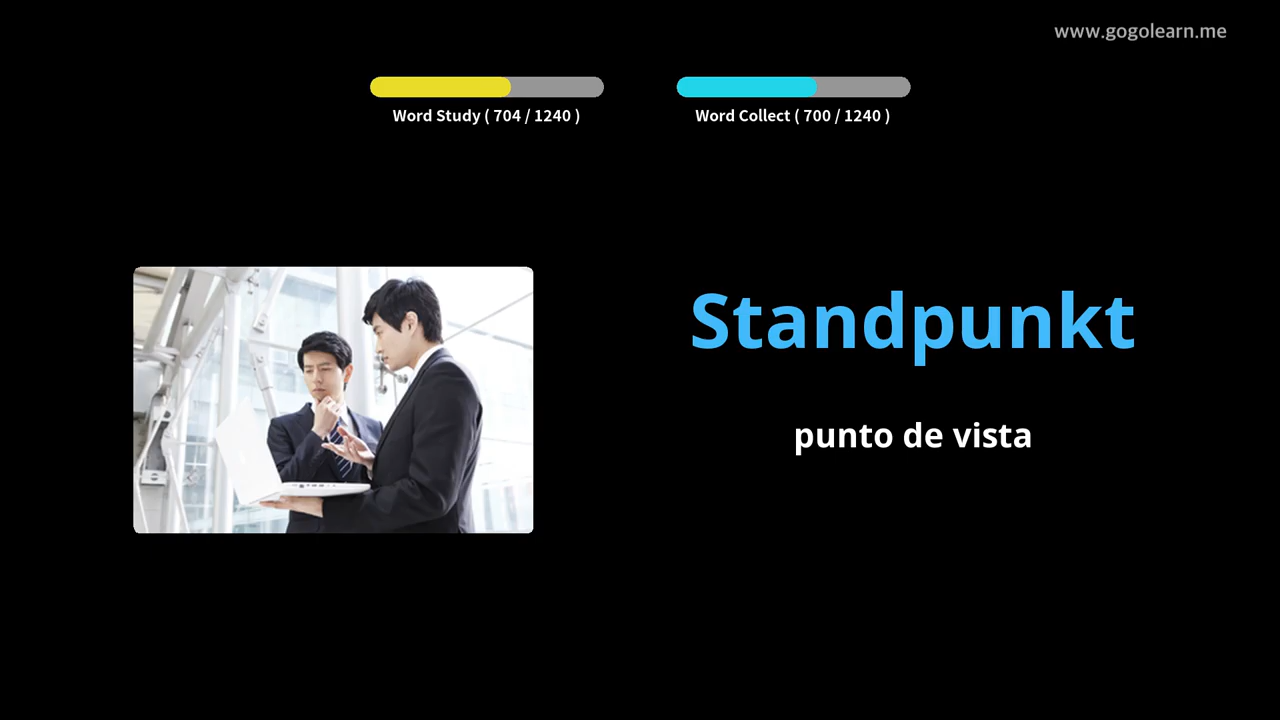 www.gogolearn.me
Word Study ( 704 / 1240 )
Word Collect ( 700 / 1240 )
Standpunkt
punto de vista